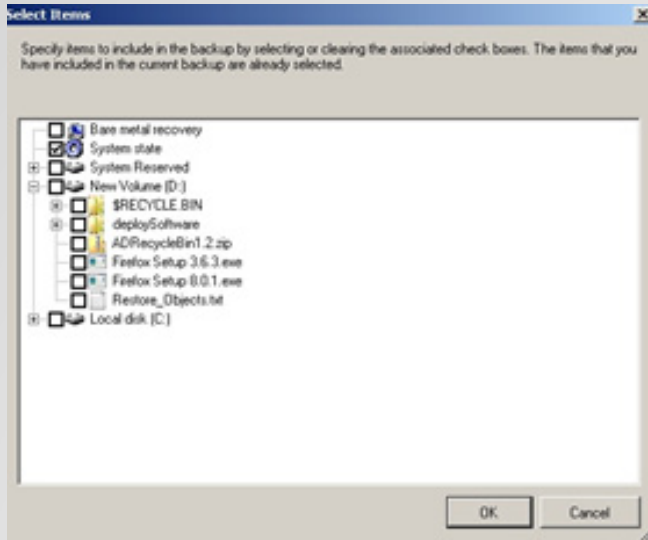 Select Items
Specify items to include in the backup by selecting or clearing the associated check boxes. The items that you
have included in the current backup are already selected.
Bare metal recovery
System state
System Reserved
New Volume (D:)
$RECYCLE.BIN
deploySoftware
ADRecycleBin1.2.zip
Firefox Setup 3.6.3.exe
Firefox Setup 8.0.1.exe
Restore_Objects.txt
Local disk (C:)
OK Cancel